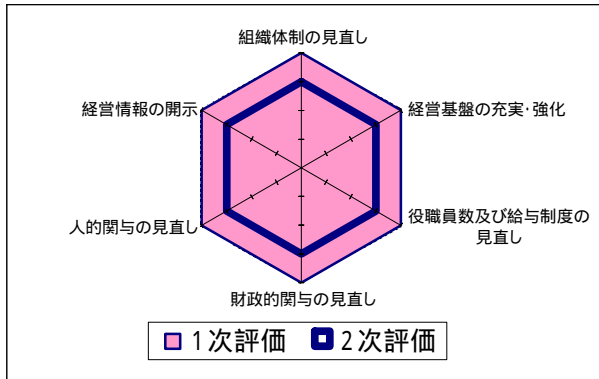 組織体制の見直し
経営情報の開示
経営基盤の充実･強化
人的関与の見直し
役職員数及び給与制度の
見直し
財政的関与の見直し
1次評価 2次評価